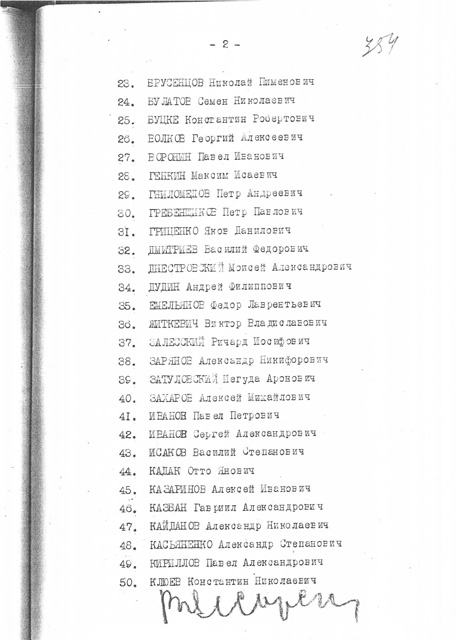 - 2 -
354
23. БРУСЕНЦОВ Николай Пименович
24. БУЛАТОВ Семен Николаевич
25. БУЦКЕ Константин Робертович
26. ВОЛКОВ Георгий Алексеевич
27. ВОРОНИН Павел Иванович
28. ГЕНКИН Максим Исаевич
29. ГНИЛОМЕДОВ Петр Андреевич
30. ГРЕБЕНЩИКОВ Петр Павлович
31. ГРИЦЕНКО Яков Данилович
32. ДМИТРИЕВ Василий Федорович
33. ДНЕСТРОВСКИЙ Моисей Александрович
34. ДУДИН Андрей Филиппович
35. ЕМЕЛЬЯНОВ Федор Лаврентьевич
36. ЖИТКЕВИЧ Виктор Владиславович
37. ЗАЛЕССКИЙ Ричард Иосифович
38. ЗАРЯНОВ Александр Никифорович
39. ЗАТУЛОВСКИЙ Иегуда Аронович
40. ЗАХАРОВ Алексей Михайлович
41. ИВАНОВ Павел Петрович
42. ИВАНОВ Сергей Александрович
43. ИСАКОВ Василий Степанович
44. КАДАК Отто Янович
45. КАЗАРИНОВ Алексей Иванович
46. КАЗБАН Гавриил Александрович
47. КАЙДАНОВ Александр Николаевич
48. КАСЬЯНЕНКО Александр Степанович
49. КИРИЛЛОВ Павел Александрович
50. КЛЮЕВ Константин Николаевич